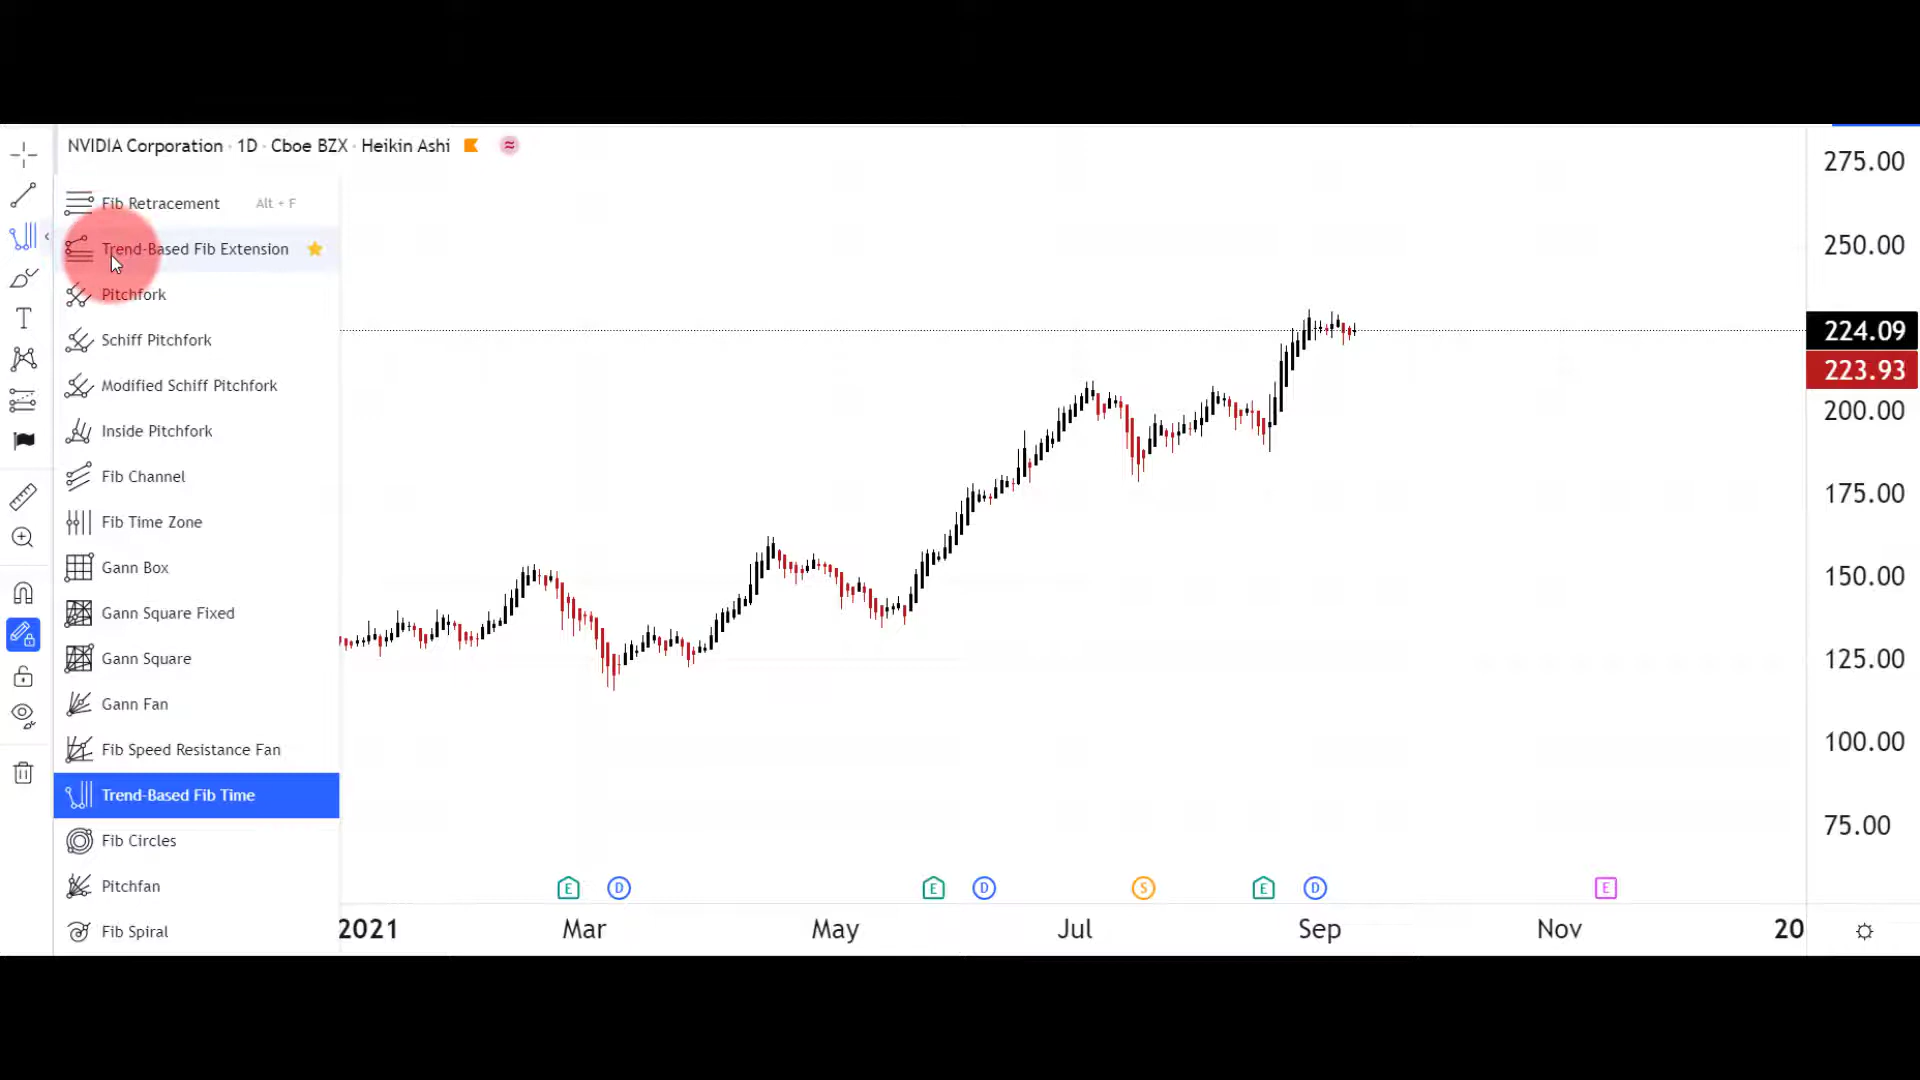 NVIDIA Corporation · 1D · Cboe BZX · Heikin Ashi
Fib Retracement Alt + F
Trend-Based Fib Extension
Pitchfork
Schiff Pitchfork
Modified Schiff Pitchfork
Inside Pitchfork
Fib Channel
Fib Time Zone
Gann Box
Gann Square Fixed
Gann Square
Gann Fan
Fib Speed Resistance Fan
Trend-Based Fib Time
Fib Circles
Pitchfan
Fib Spiral
275.00
250.00
224.09
223.93
200.00
175.00
150.00
125.00
100.00
75.00
E D E D S E D E
2021 Mar May Jul Sep Nov 20